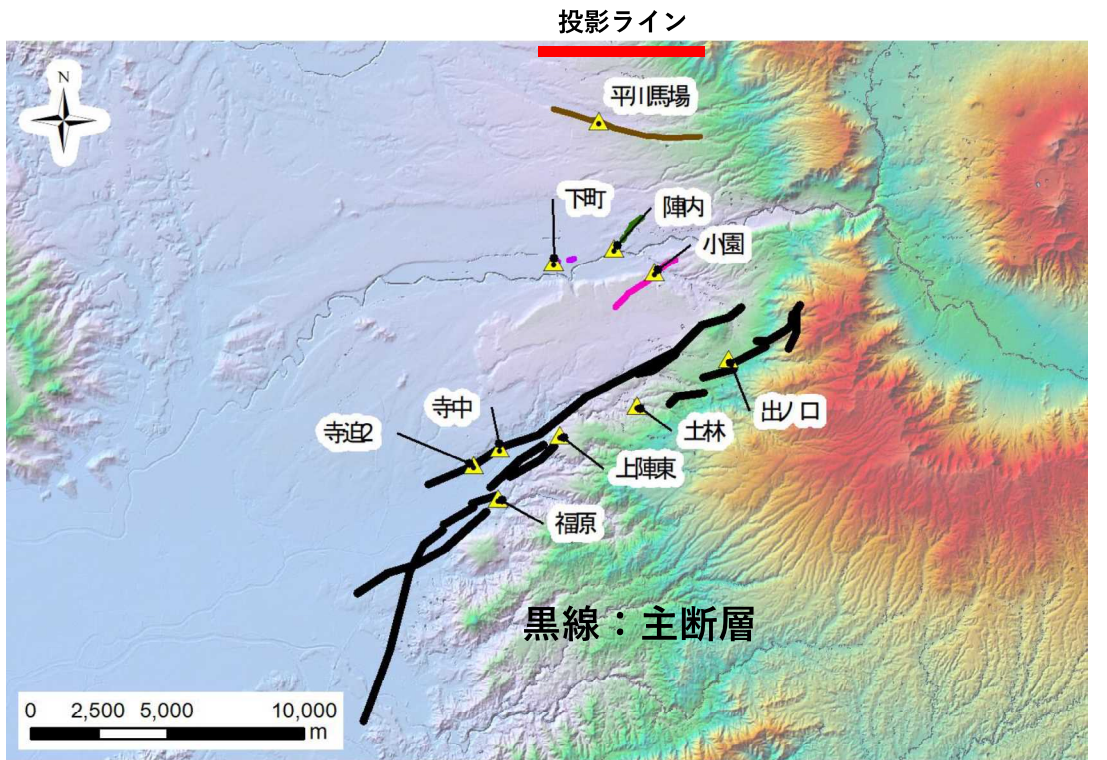 投影ライン
N
平川馬場
下町
陣内
小園
寺中
寺迫2
出ノ口
土林
上陣東
福原
黒線：主断層
0 2,500 5,000 10,000
m